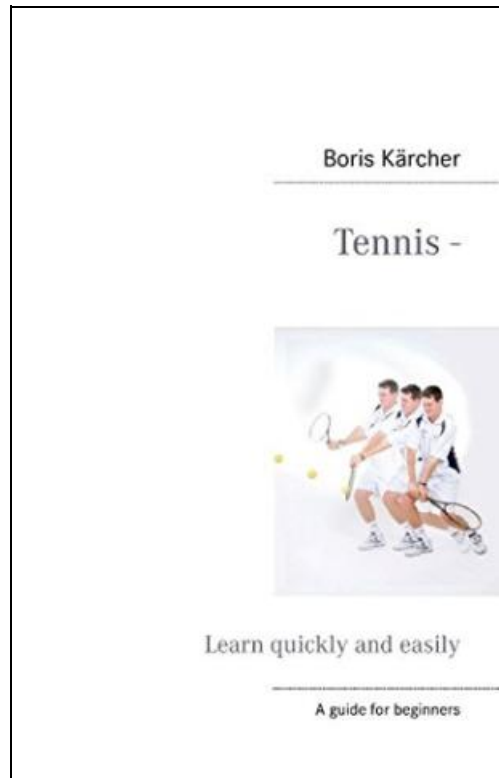 Boris Kärcher
Tennis -
Learn quickly and easily
A guide for beginners